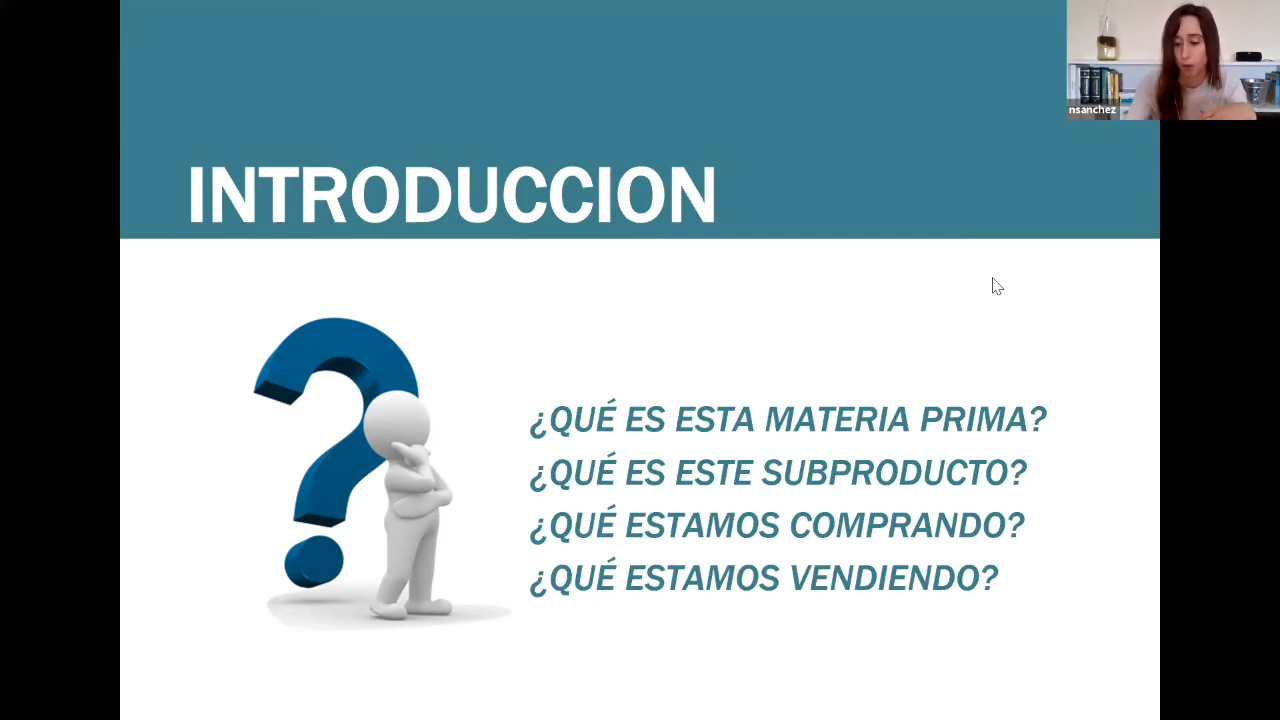 nsanchez
INTRODUCCION
¿QUÉ ES ESTA MATERIA PRIMA?
¿QUÉ ES ESTE SUBPRODUCTO?
¿QUÉ ESTAMOS COMPRANDO?
¿QUÉ ESTAMOS VENDIENDO?